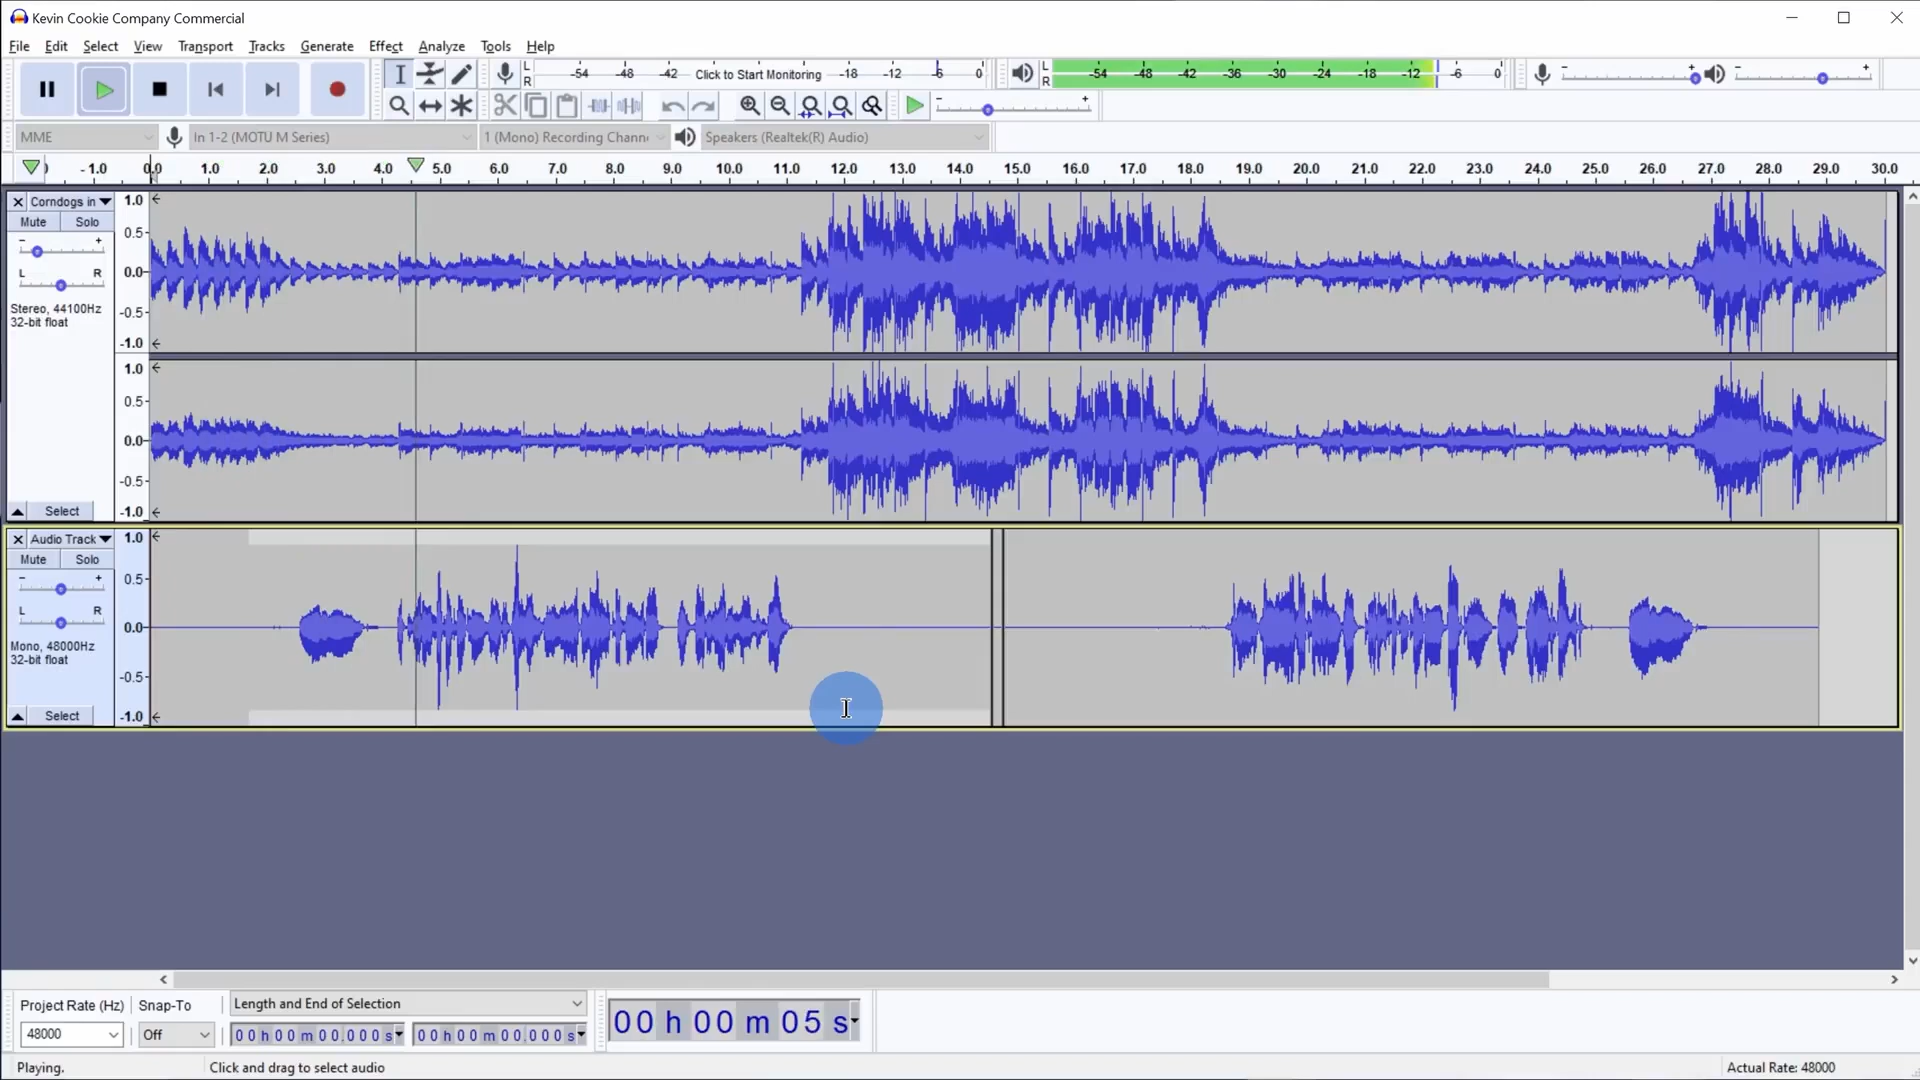 Kevin Cookie Company Commercial
File Edit Select View Transport Tracks Generate Effect Analyze Tools Help
L R -54 -48 -42 Click to Start Monitoring -18 -12 -6 0 L R -54 -48 -42 -36 -30 -24 -18 -12 -6 0 - + - +
- +
MME In 1-2 (MOTU M Series) 1 (Mono) Recording Chann Speakers (Realtek(R) Audio)
-1.0 0.0 1.0 2.0 3.0 4.0 5.0 6.0 7.0 8.0 9.0 10.0 11.0 12.0 13.0 14.0 15.0 16.0 17.0 18.0 19.0 20.0 21.0 22.0 23.0 24.0 25.0 26.0 27.0 28.0 29.0 30.0
Corndogs in 1.0
Mute Solo
- + 0.5
L R 0.0
Stereo, 44100Hz -0.5
32-bit float
-1.0
1.0
0.5
0.0
-0.5
Select -1.0
Audio Track 1.0
Mute Solo
- + 0.5
L R 0.0
Mono, 48000Hz
32-bit float -0.5
Select -1.0
Project Rate (Hz) Snap-To Length and End of Selection
48000 Off 00 h 00 m 00.000 s 00 h 00 m 00.000 s 00 h 00 m 05 s
Playing. Click and drag to select audio Actual Rate: 48000